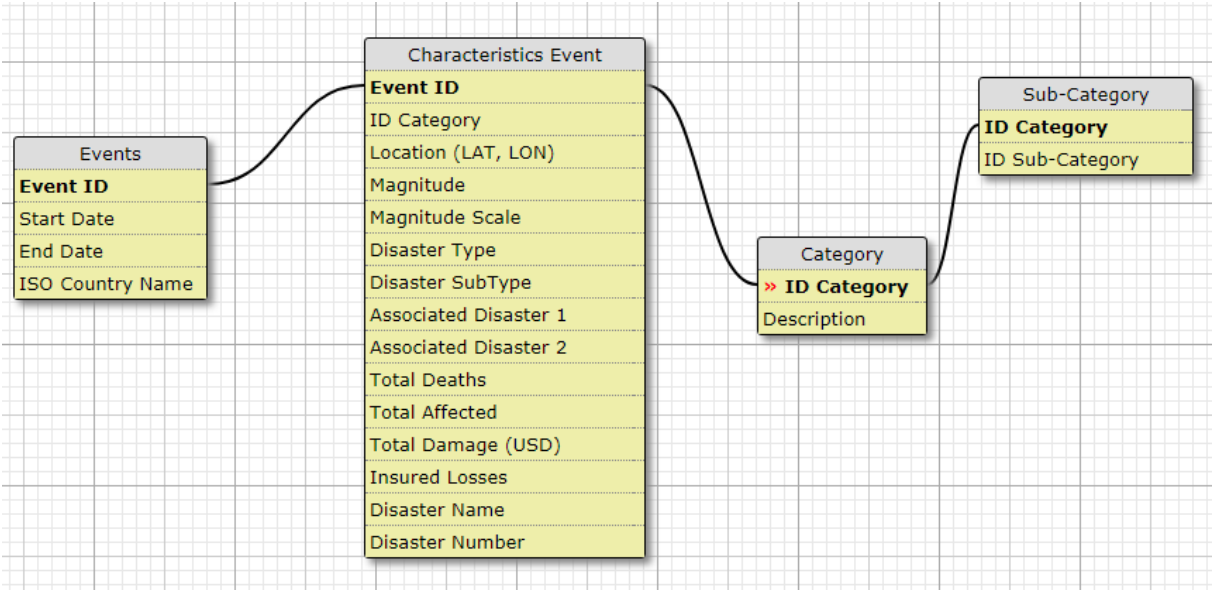 Events
Event ID
Start Date
End Date
ISO Country Name
Characteristics Event
Event ID
ID Category
Location (LAT, LON)
Magnitude
Magnitude Scale
Disaster Type
Disaster SubType
Associated Disaster 1
Associated Disaster 2
Total Deaths
Total Affected
Total Damage (USD)
Insured Losses
Disaster Name
Disaster Number
Category
» ID Category
Description
Sub-Category
ID Category
ID Sub-Category